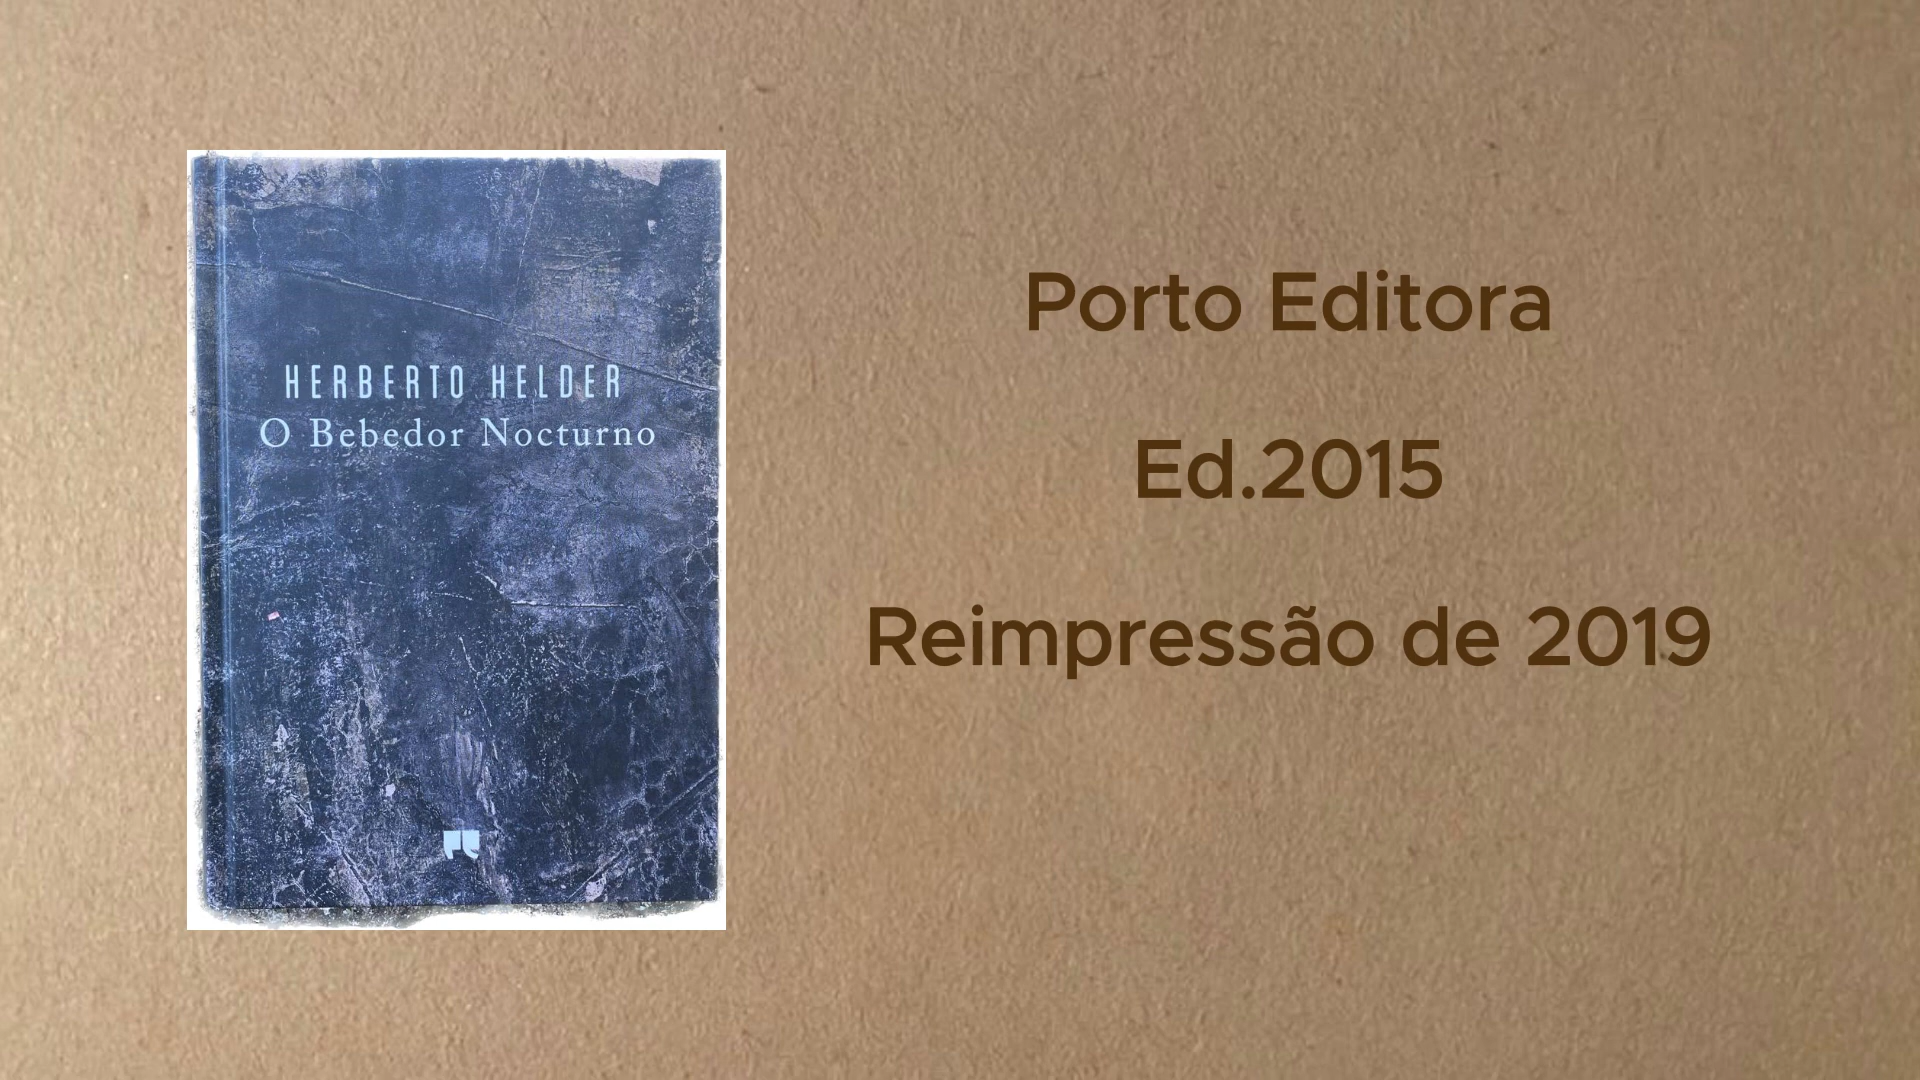 HERBERTO HELDER
O Bebedor Nocturno
Porto Editora
Ed.2015
Reimpressão de 2019